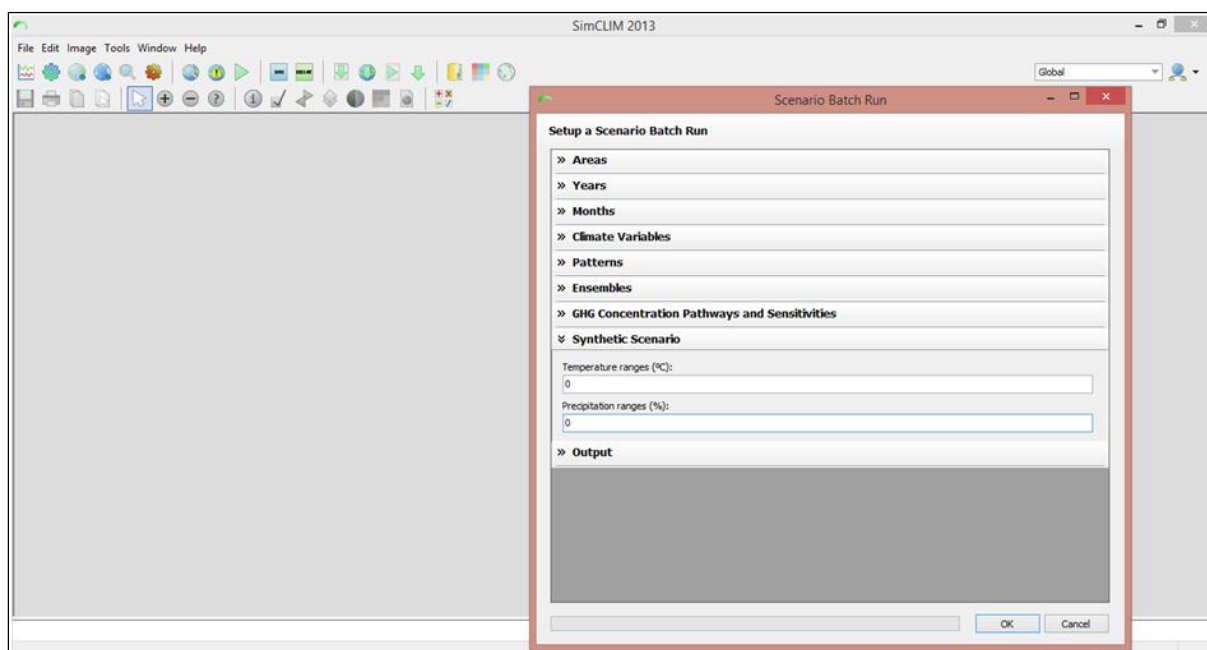 SimCLIM 2013
File Edit Image Tools Window Help
Global
Scenario Batch Run
Setup a Scenario Batch Run
» Areas
» Years
» Months
» Climate Variables
» Patterns
» Ensembles
» GHG Concentration Pathways and Sensitivities
Synthetic Scenario
Temperature ranges (ºC):
0
Precipitation ranges (%):
0
» Output
OK Cancel